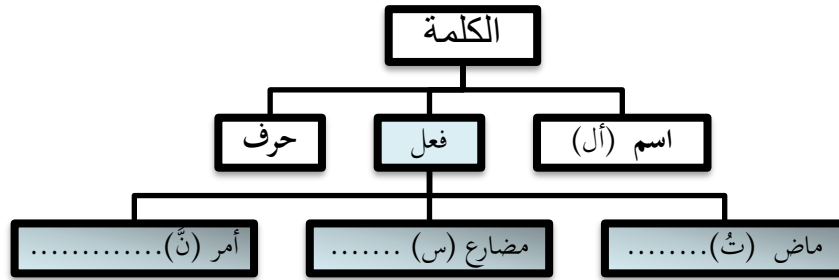 الكلمة
اسم (أل) فعل حرف
ماض (تُ)........ مضارع (س) ....... أمر (نَّ).............